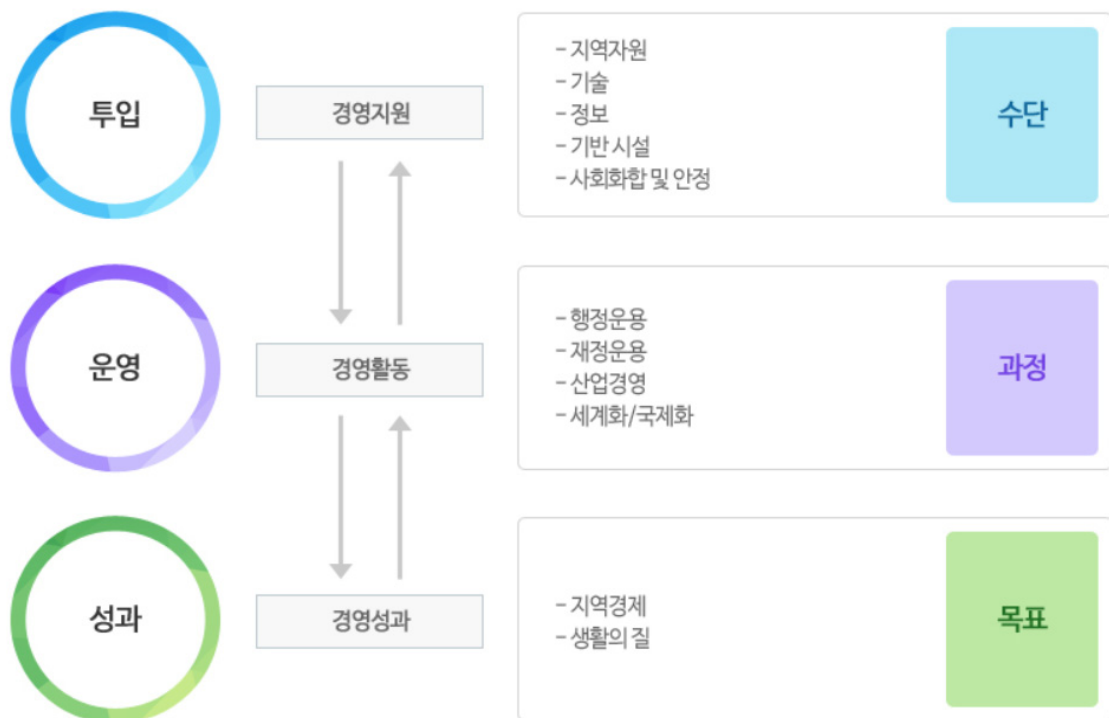 투입
경영지원
- 지역자원
- 기술
- 정보
- 기반 시설
- 사회화합 및 안정
수단
운영
경영활동
- 행정운용
- 재정운용
- 산업경영
- 세계화/국제화
과정
성과
경영성과
- 지역경제
- 생활의 질
목표